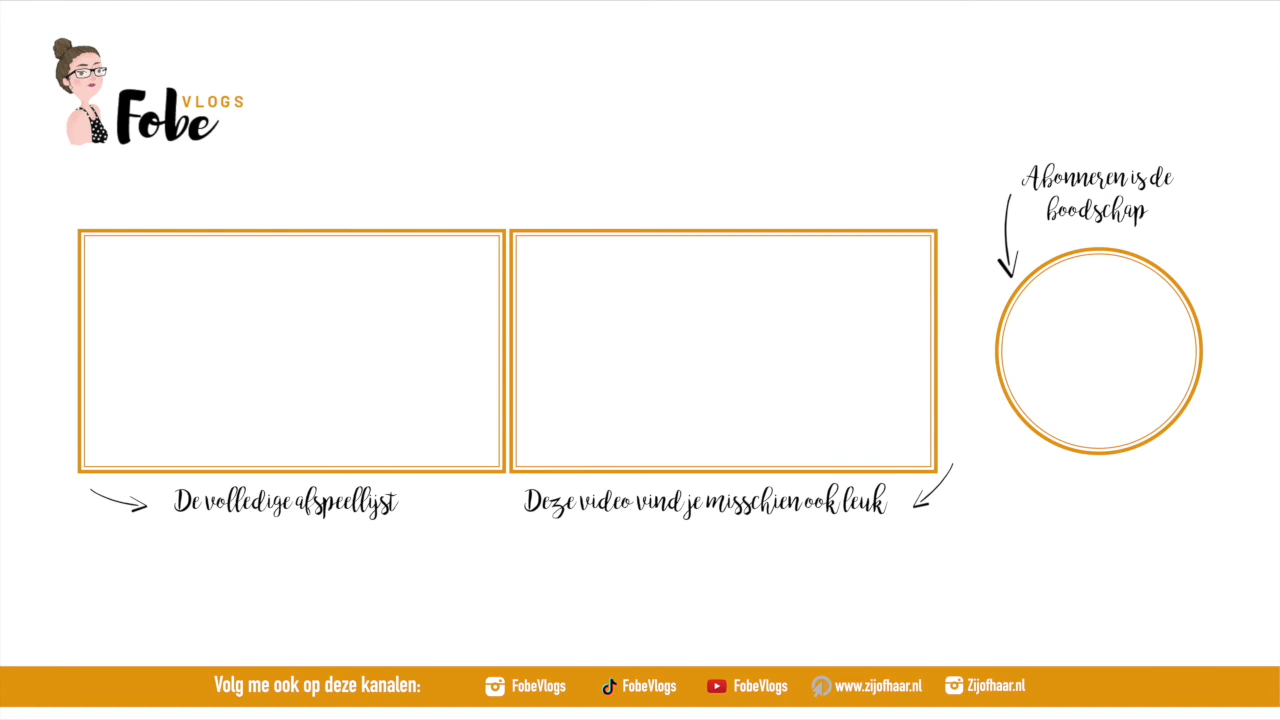 VLOGS
Fobe
Abonneren is de
boodschap
De volledige afspeellijst
Deze video vind je misschien ook leuk
Volg me ook op deze kanalen: FobeVlogs FobeVlogs FobeVlogs www.zijofhaar.nl Zijofhaar.nl